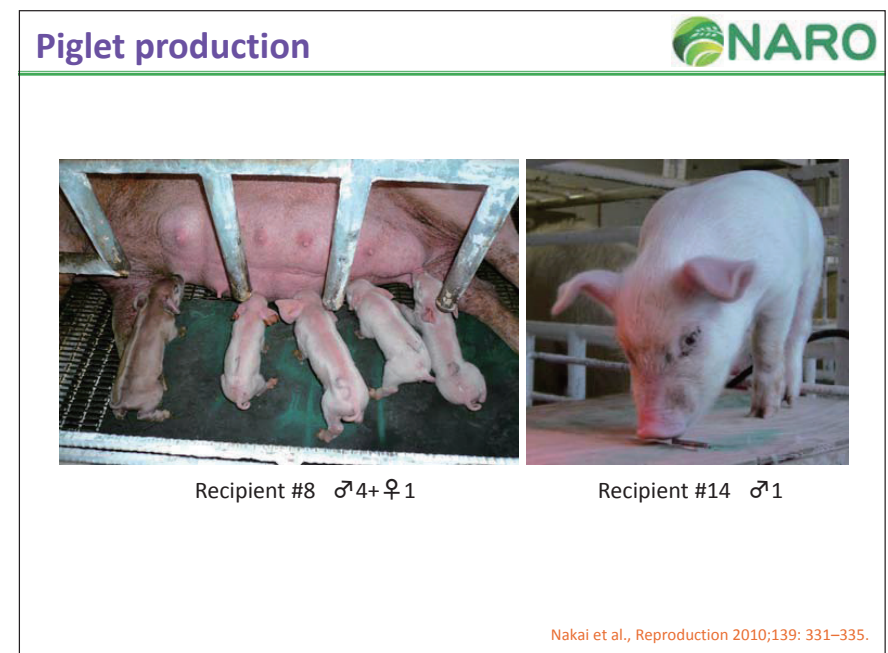 Piglet production
NARO
Recipient #8 ♂4+♀1
Recipient #14 ♂1
Nakai et al., Reproduction 2010;139: 331–335.